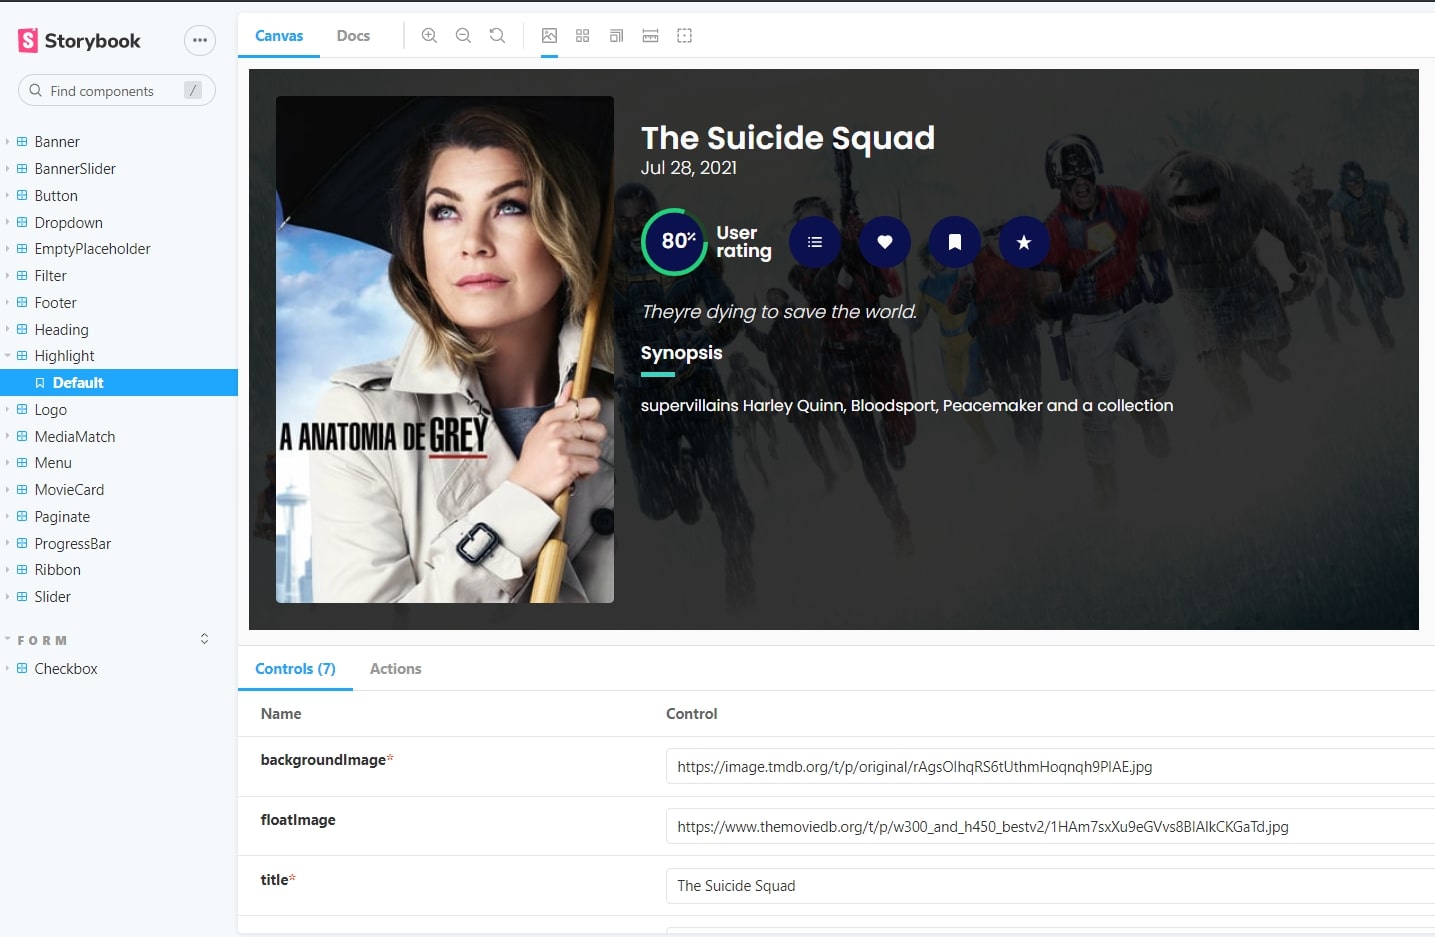 Storybook
Find components
/
Banner
BannerSlider
Button
Dropdown
EmptyPlaceholder
Filter
Footer
Heading
Highlight
Default
Logo
MediaMatch
Menu
MovieCard
Paginate
ProgressBar
Ribbon
Slider
FORM
Checkbox
Canvas
Docs
A ANATOMIA DE GREY
The Suicide Squad
Jul 28, 2021
80%
User
rating
Theyre dying to save the world.
Synopsis
supervillains Harley Quinn, Bloodsport, Peacemaker and a collection
Controls (7)
Actions
Name
Control
backgroundImage*
https://image.tmdb.org/t/p/original/rAgsOIhqRS6tUthmHoqnqh9PIAE.jpg
floatImage
https://www.themoviedb.org/t/p/w300_and_h450_bestv2/1HAm7sxXu9eGVvs8BIAIkCKGaTd.jpg
title*
The Suicide Squad